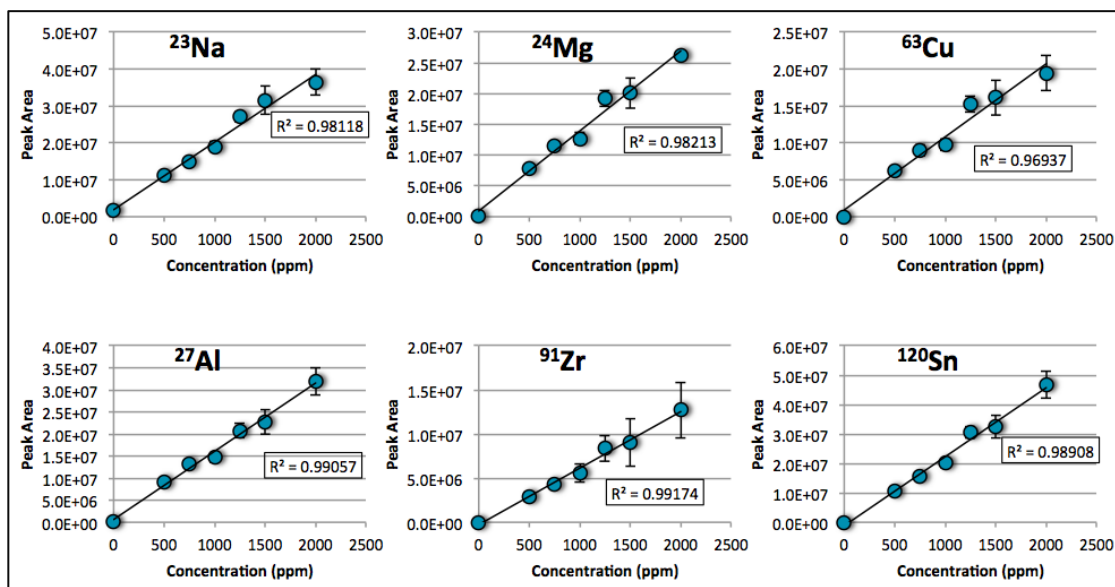 ²³Na
5.0E+07
4.0E+07
3.0E+07
2.0E+07
1.0E+07
0.0E+00
Peak Area
R² = 0.98118
0 500 1000 1500 2000 2500
Concentration (ppm)
²⁴Mg
3.0E+07
2.5E+07
2.0E+07
1.5E+07
1.0E+07
5.0E+06
0.0E+00
Peak Area
R² = 0.98213
0 500 1000 1500 2000 2500
Concentration (ppm)
⁶³Cu
2.5E+07
2.0E+07
1.5E+07
1.0E+07
5.0E+06
0.0E+00
Peak Area
R² = 0.96937
0 500 1000 1500 2000 2500
Concentration (ppm)
²⁷Al
4.0E+07
3.5E+07
3.0E+07
2.5E+07
2.0E+07
1.5E+07
1.0E+07
5.0E+06
0.0E+00
Peak Area
R² = 0.99057
0 500 1000 1500 2000 2500
Concentration (ppm)
⁹¹Zr
2.0E+07
1.5E+07
1.0E+07
5.0E+06
0.0E+00
Peak Area
R² = 0.99174
0 500 1000 1500 2000 2500
Concentration (ppm)
¹²⁰Sn
6.0E+07
5.0E+07
4.0E+07
3.0E+07
2.0E+07
1.0E+07
0.0E+00
Peak Area
R² = 0.98908
0 500 1000 1500 2000 2500
Concentration (ppm)